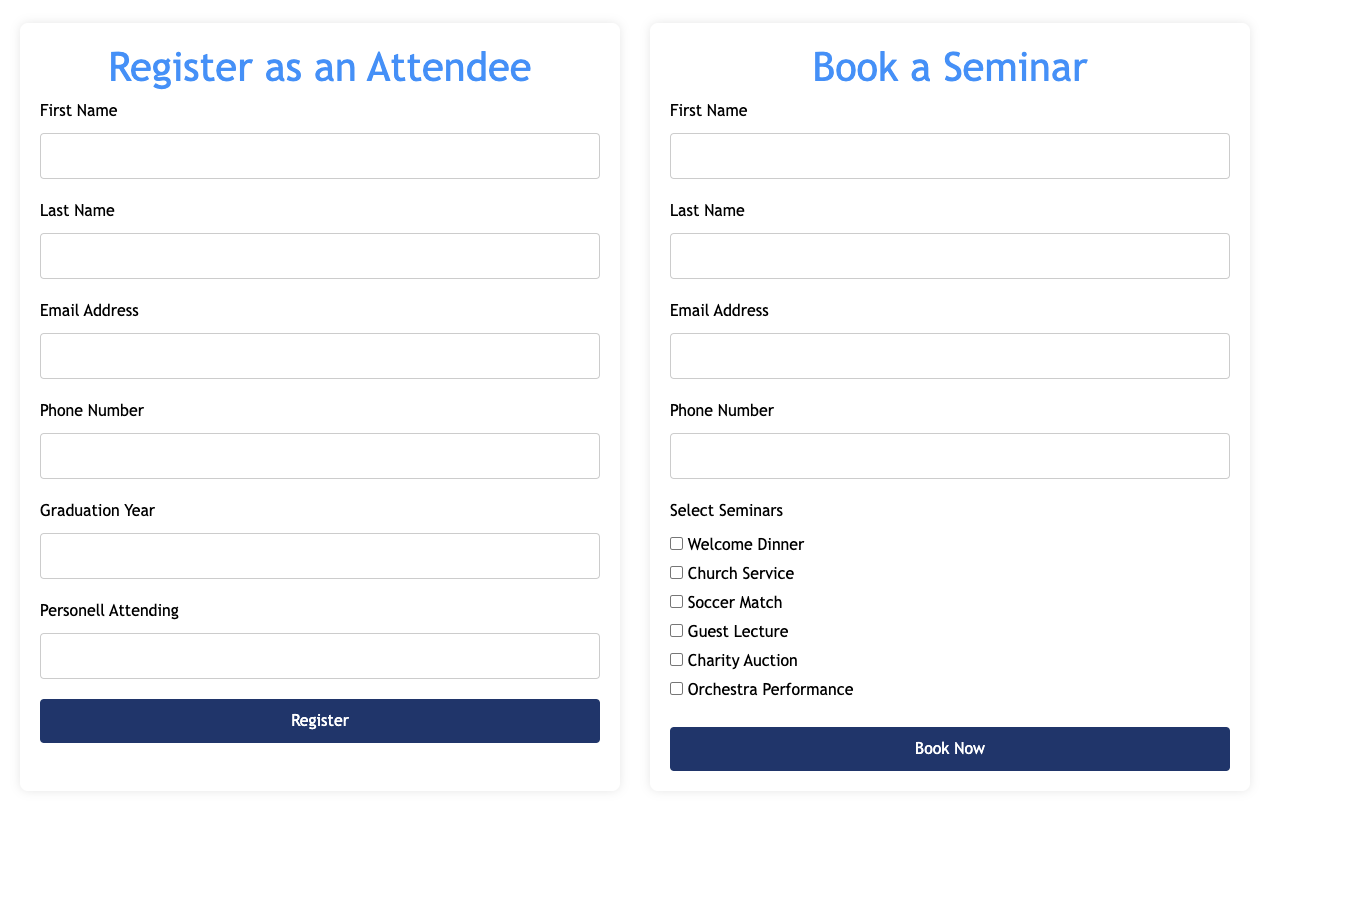 Register as an Attendee
First Name
Last Name
Email Address
Phone Number
Graduation Year
Personell Attending
Register
Book a Seminar
First Name
Last Name
Email Address
Phone Number
Select Seminars
Welcome Dinner
Church Service
Soccer Match
Guest Lecture
Charity Auction
Orchestra Performance
Book Now